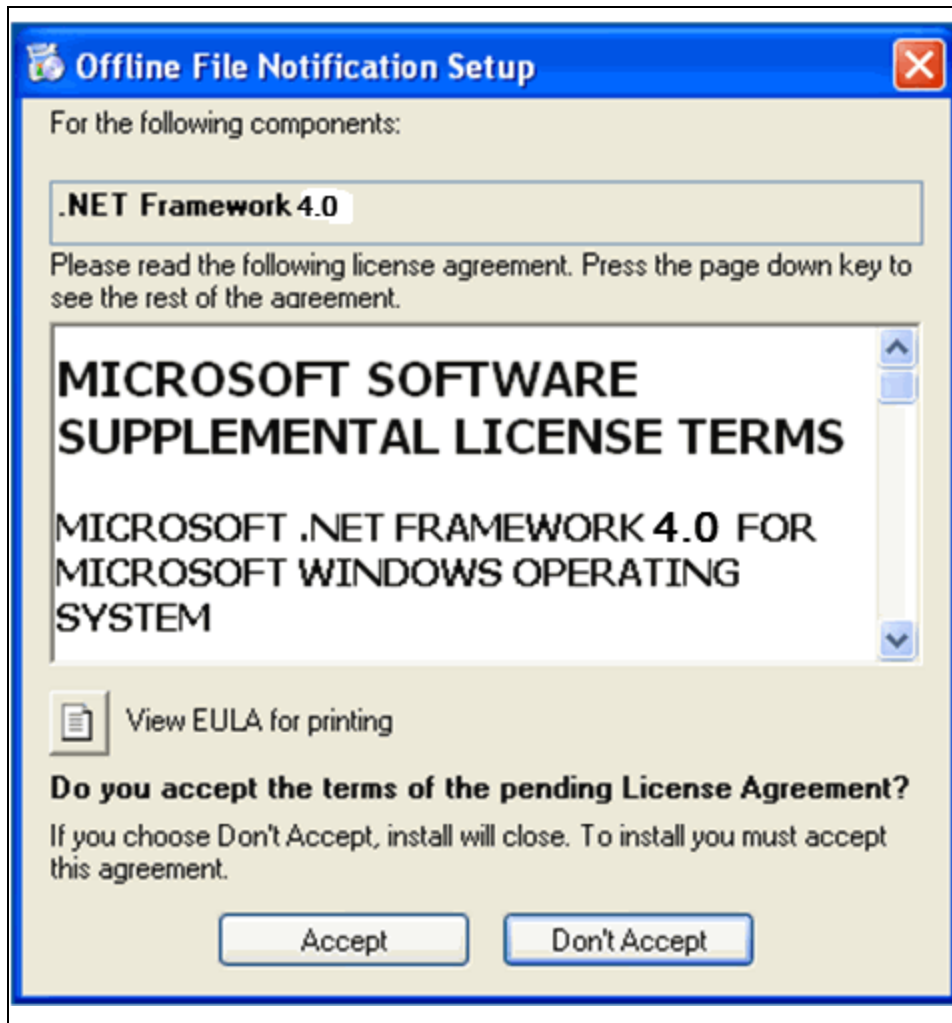 Offline File Notification Setup
For the following components:
.NET Framework 4.0
Please read the following license agreement. Press the page down key to
see the rest of the agreement.
MICROSOFT SOFTWARE
SUPPLEMENTAL LICENSE TERMS
MICROSOFT .NET FRAMEWORK 4.0 FOR
MICROSOFT WINDOWS OPERATING
SYSTEM
View EULA for printing
Do you accept the terms of the pending License Agreement?
If you choose Don't Accept, install will close. To install you must accept
this agreement.
Accept
Don't Accept